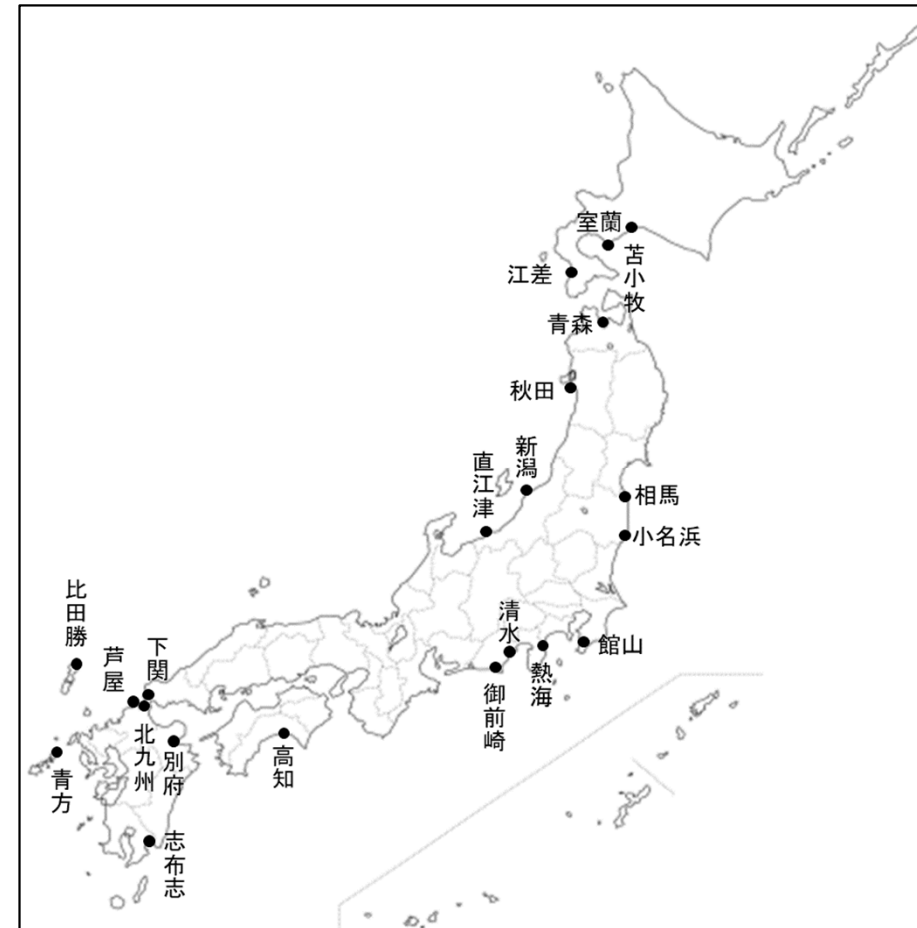 室蘭
苫小牧
江差
青森
秋田
新潟
直江津
相馬
小名浜
比田勝
清水
館山
下関
芦屋
熱海
御前崎
北九州
別府
高知
青方
志布志